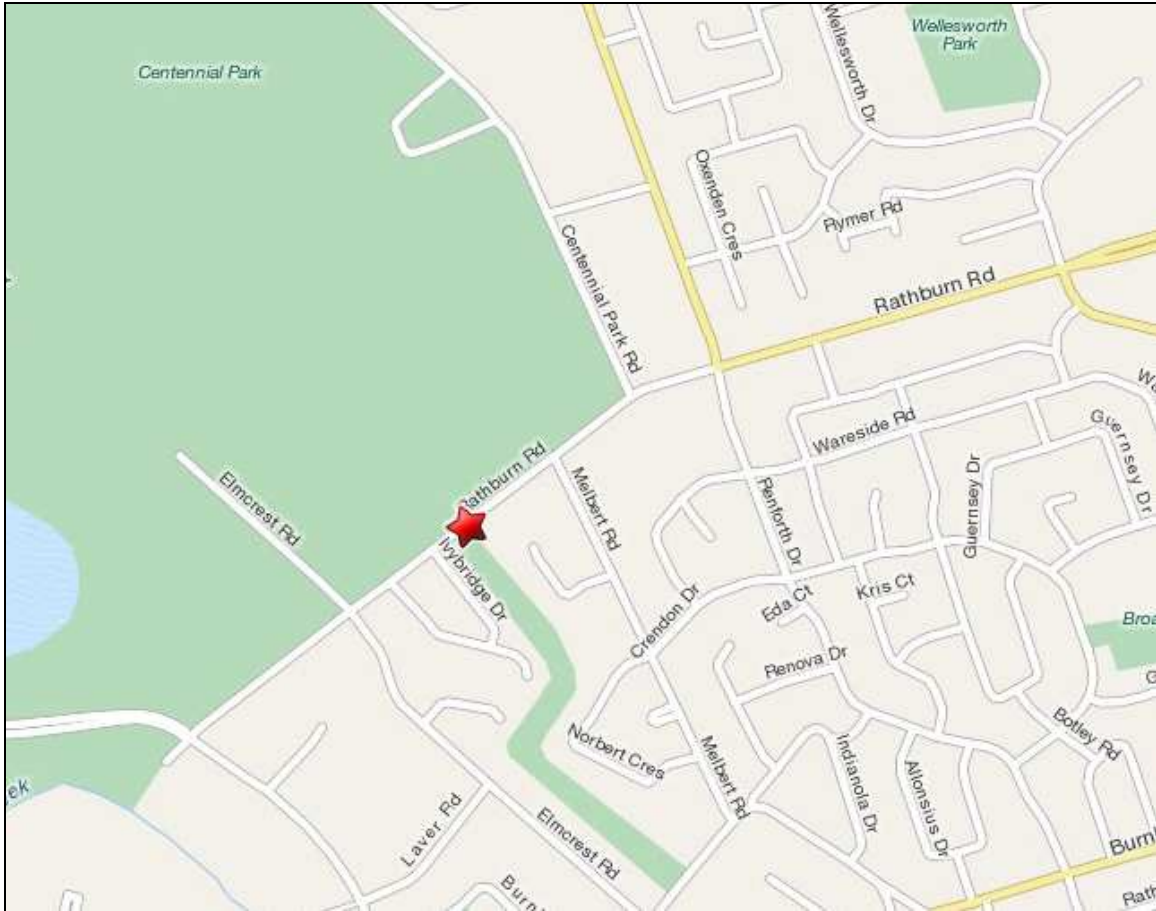 Centennial Park
Wellesworth
Park
Wellesworth Dr
Oxenden Cres
Rymer Rd
Centennial Park Rd
Rathburn Rd
Wareside Rd
Guernsey Dr
Guernsey Dr
Elmcrest Rd
Rathburn Rd
Melbert Rd
Renforth Dr
Ivybridge Dr
Crendon Dr
Eda Ct
Kris Ct
Renova Dr
Norbert Cres
Melbert Rd
Indianola Dr
Allonsius Dr
Botley Rd
Laver Rd
Elmcrest Rd